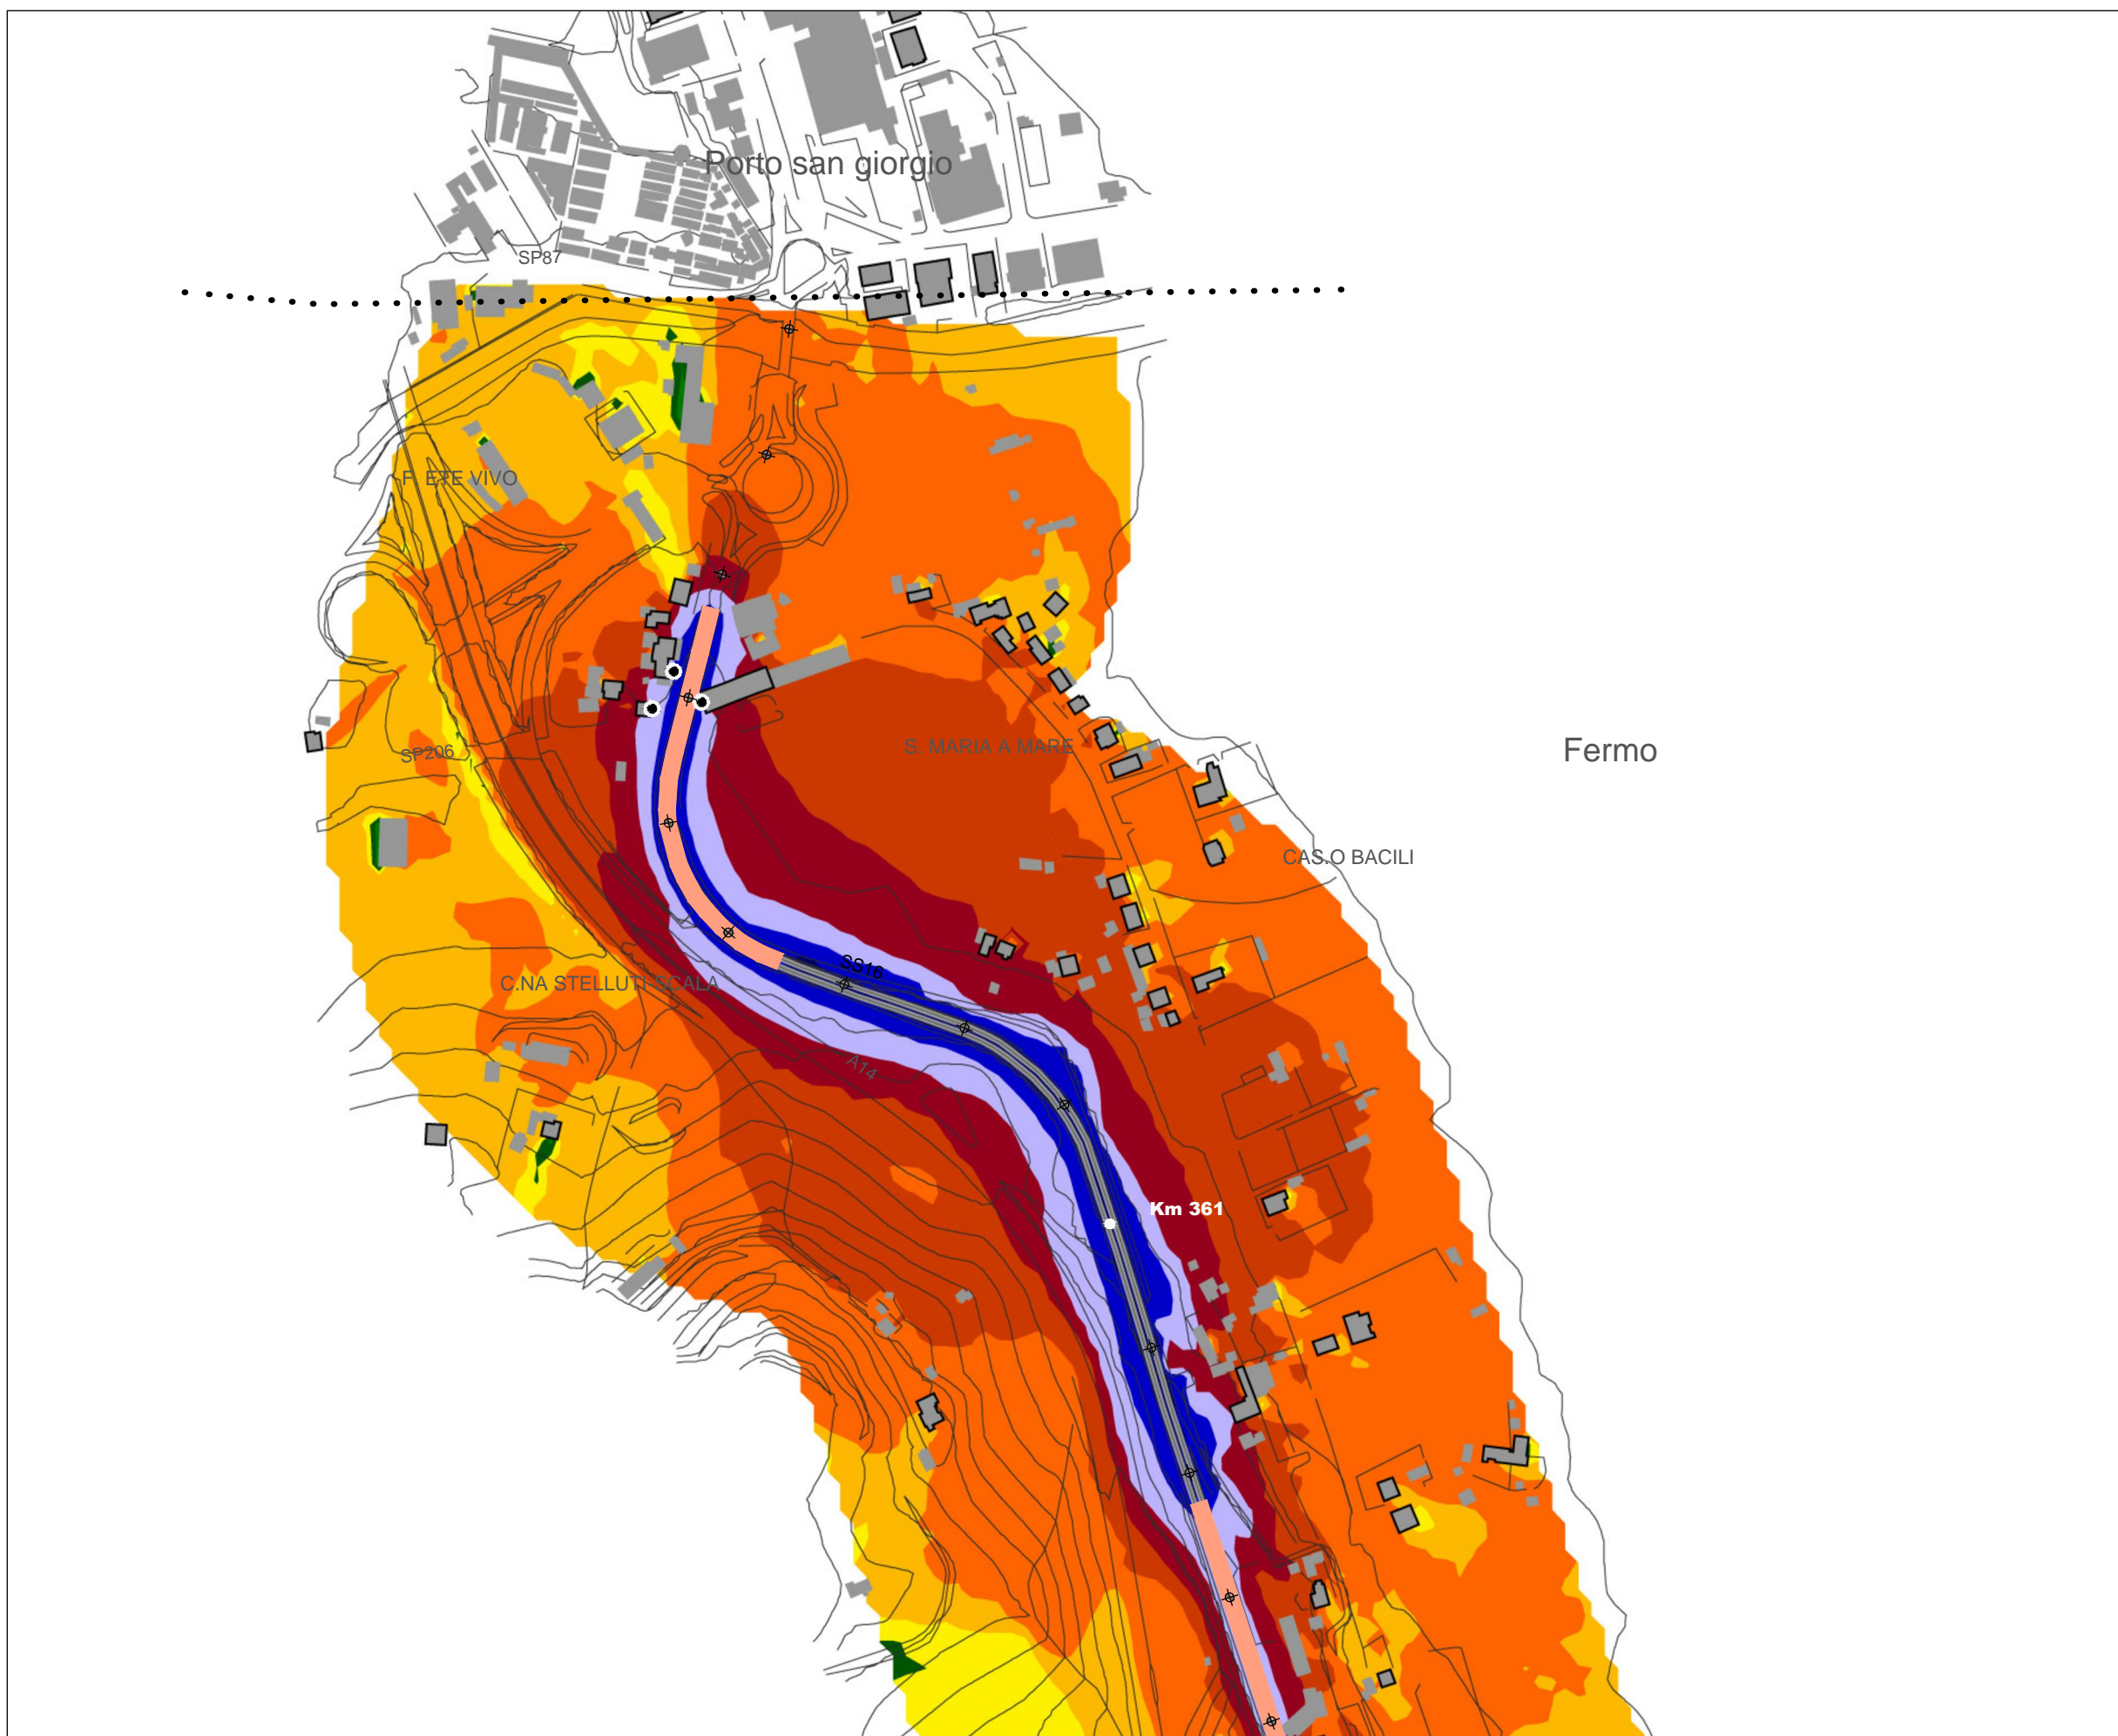 Porto san giorgio
SP87
F. ETE VIVO
S. MARIA A MARE
Fermo
SP206
CAS.O BACILI
SS16
C.NA STELLUTI-SCALA
A14
Km 361